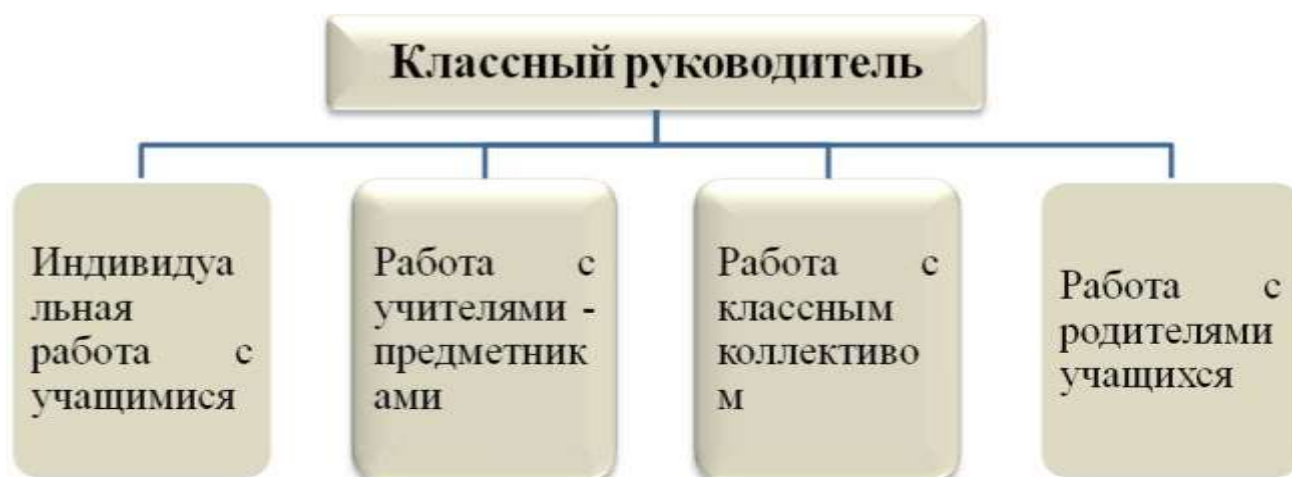 Классный руководитель
Индивидуа
льная
работа с
учащимися
Работа с
учителями -
предметник
ами
Работа с
классным
коллективо
м
Работа с
родителями
учащихся